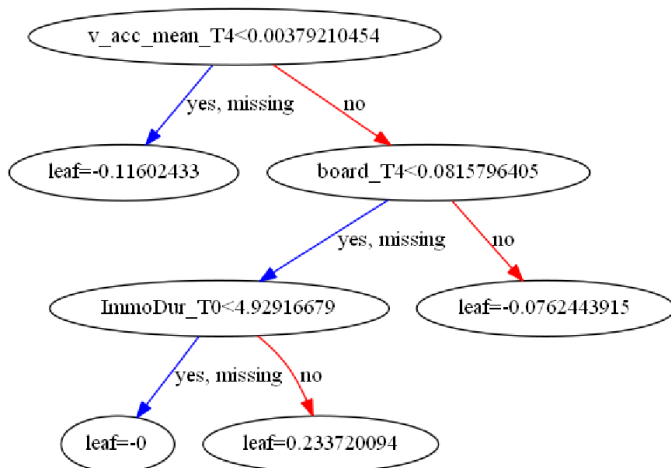 v_acc_mean_T4<0.00379210454
yes, missing
no
leaf=-0.11602433
board_T4<0.0815796405
yes, missing
no
ImmoDur_T0<4.92916679
leaf=-0.0762443915
yes, missing
no
leaf=-0
leaf=0.233720094